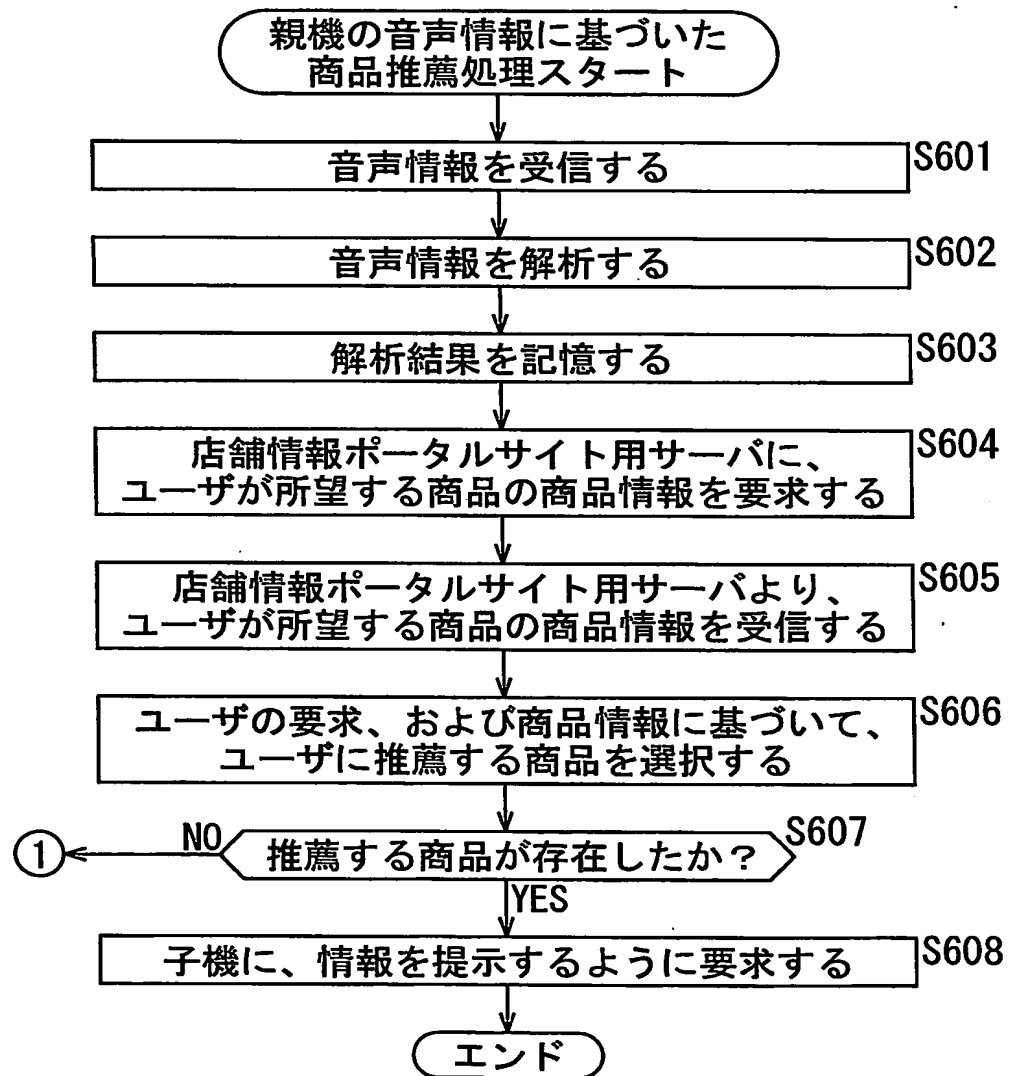 親機の音声情報に基づいた
商品推薦処理スタート
音声情報を受信する
S601
音声情報を解析する
S602
解析結果を記憶する
S603
店舗情報ポータルサイト用サーバに、
ユーザが所望する商品の商品情報を要求する
S604
店舗情報ポータルサイト用サーバより、
ユーザが所望する商品の商品情報を受信する
S605
ユーザの要求、および商品情報に基づいて、
ユーザに推薦する商品を選択する
S606
推薦する商品が存在したか?
S607
NO
①
YES
子機に、情報を提示するように要求する
S608
エンド